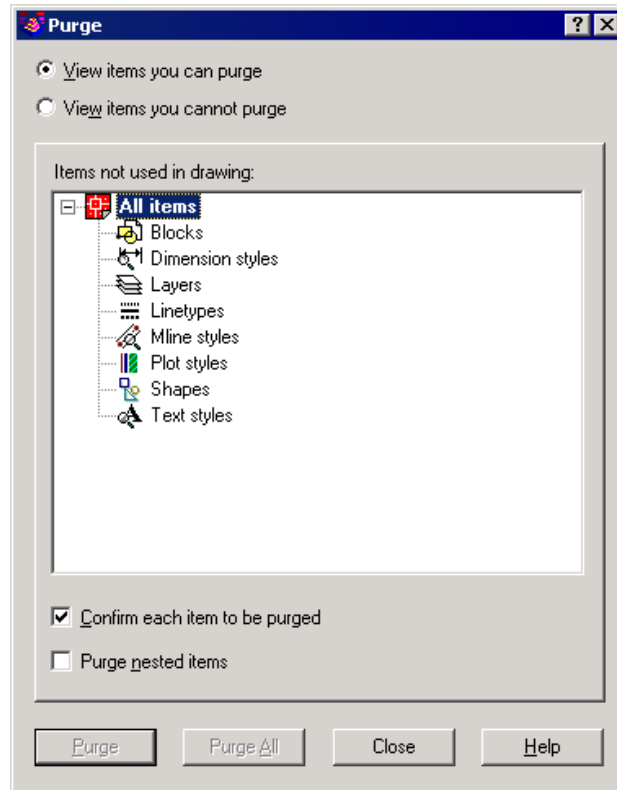 Purge
View items you can purge
View items you cannot purge
Items not used in drawing:
All items
Blocks
Dimension styles
Layers
Linetypes
Mline styles
Plot styles
Shapes
Text styles
Confirm each item to be purged
Purge nested items
Purge Purge All Close Help